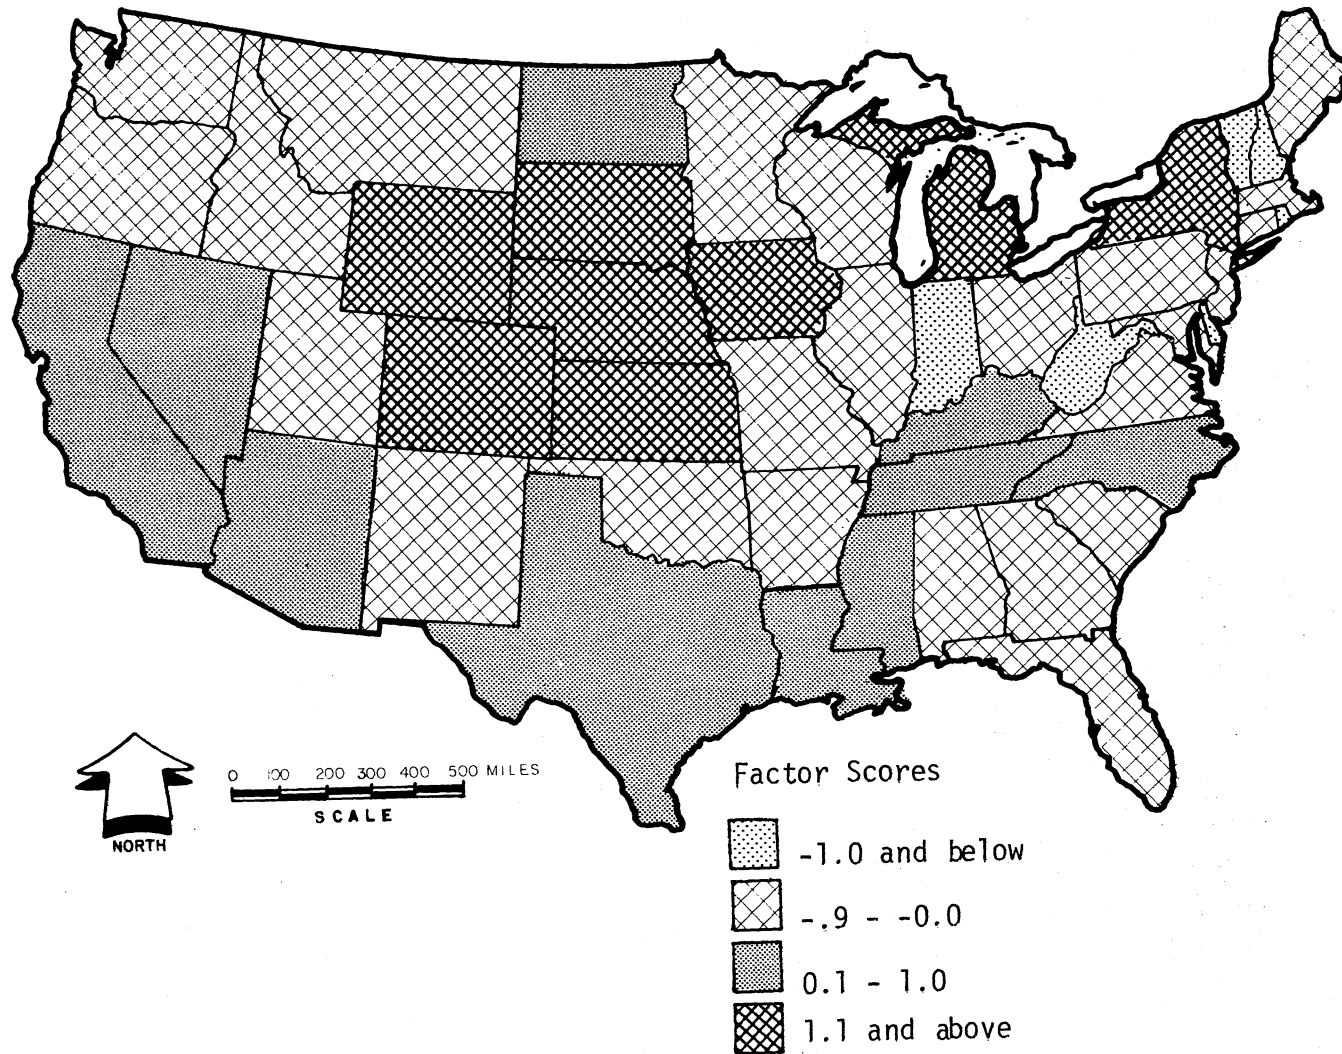 0 100 200 300 400 500 MILES
SCALE
NORTH
Factor Scores
-1.0 and below
-.9 - -0.0
0.1 - 1.0
1.1 and above